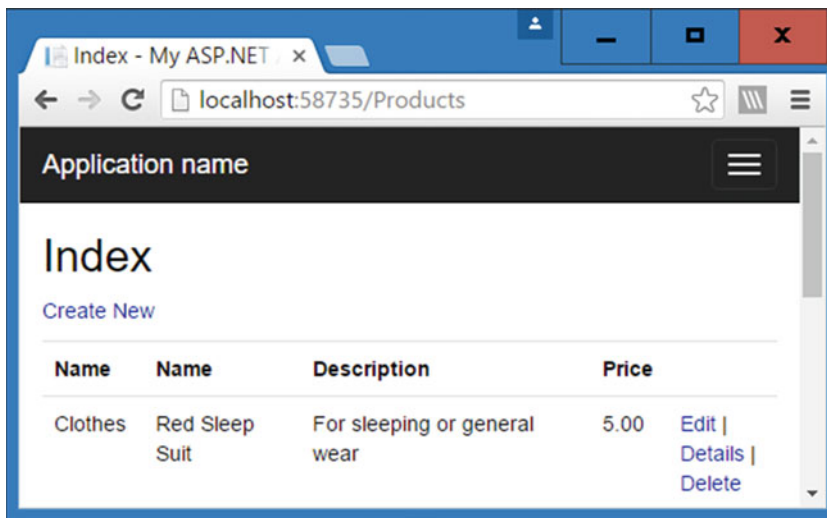 Index - My ASP.NET
localhost:58735/Products
Application name
Index
Create New
Name Name Description Price
Clothes Red Sleep Suit For sleeping or general wear 5.00 Edit | Details | Delete